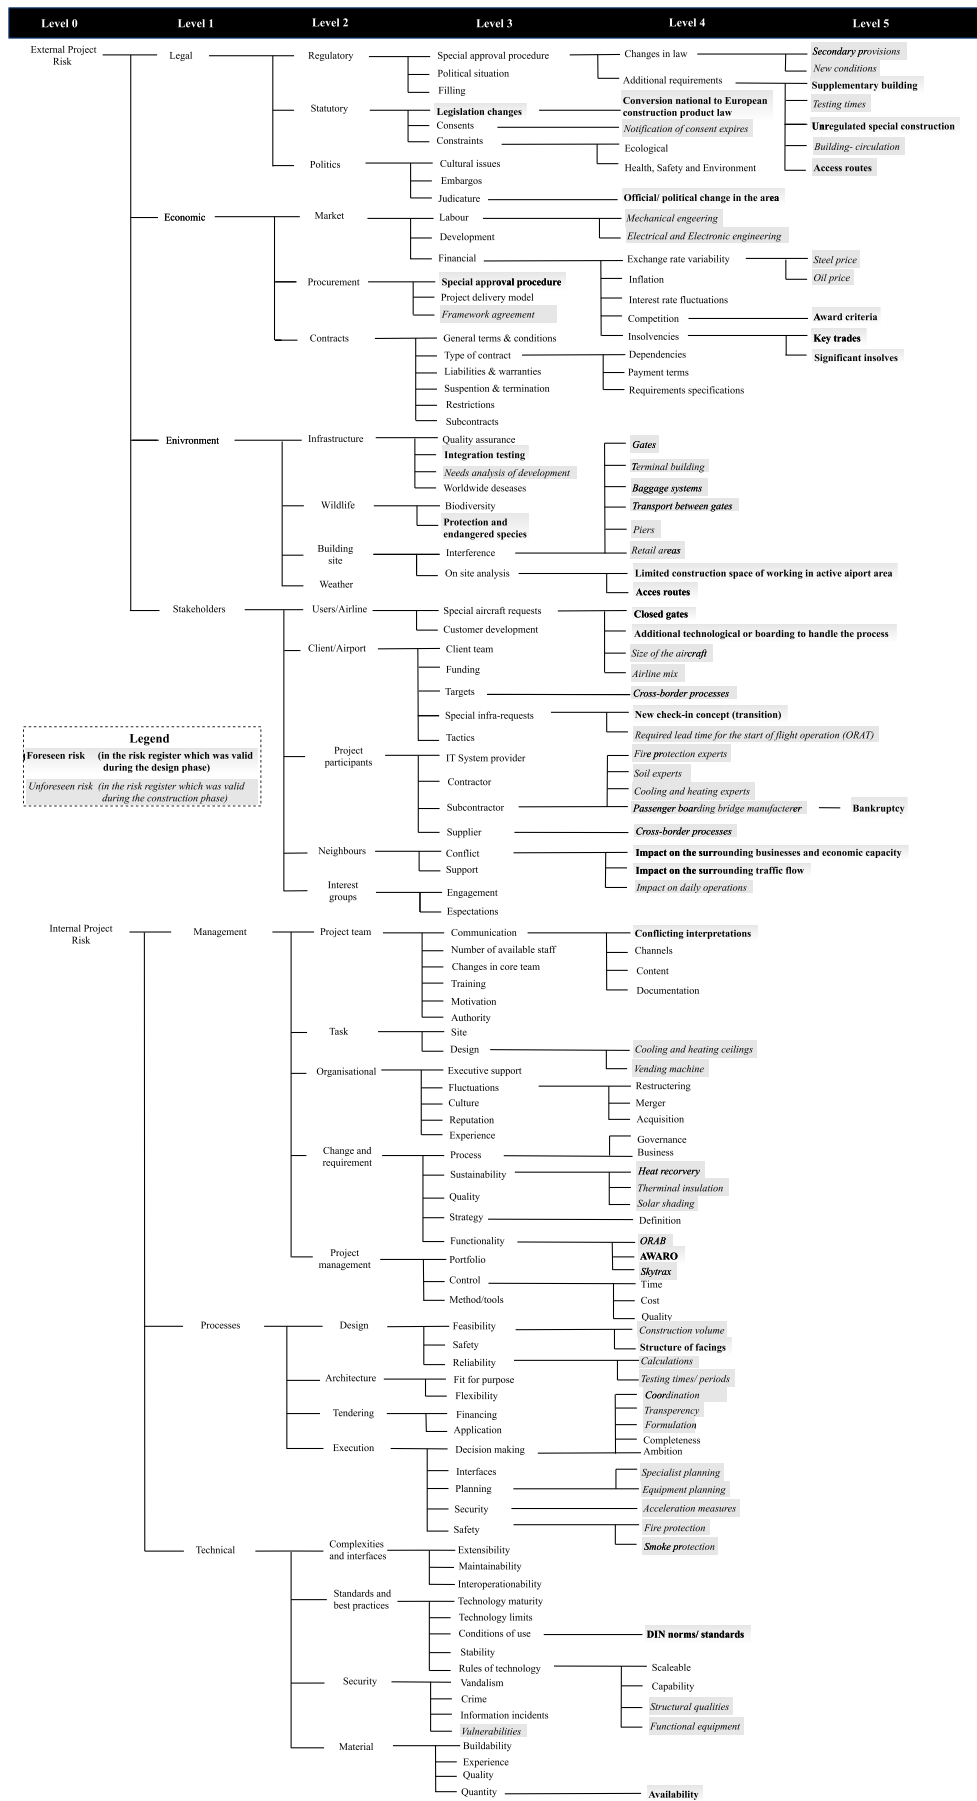 Level 0 Level 1 Level 2 Level 3 Level 4 Level 5
External Project
Risk
Legal
Regulatory
Special approval procedure
Changes in law
Secondary provisions
New conditions
Additional requirements
Supplementary building
Testing times
Unregulated special construction
Building- circulation
Access routes
Political situation
Filling
Statutory
Legislation changes
Conversion national to European
construction product law
Consents
Notification of consent expires
Constraints
Ecological
Health, Safety and Environment
Politics
Cultural issues
Embargos
Judicature
Official/ political change in the area
Economic
Market
Labour
Mechanical engeering
Electrical and Electronic engineering
Development
Financial
Exchange rate variability
Steel price
Oil price
Inflation
Interest rate fluctuations
Competition
Award criteria
Insolvencies
Key trades
Significant insolves
Procurement
Special approval procedure
Project delivery model
Framework agreement
Contracts
General terms & conditions
Type of contract
Dependencies
Payment terms
Requirements specifications
Liabilities & warranties
Suspention & termination
Restrictions
Subcontracts
Enivronment
Infrastructure
Quality assurance
Integration testing
Needs analysis of development
Worldwide deseases
Wildlife
Biodiversity
Protection and
endangered species
Building
site
Interference
Gates
Terminal building
Baggage systems
Transport between gates
Piers
Retail areas
On site analysis
Limited construction space of working in active aiport area
Acces routes
Weather
Stakeholders
Users/Airline
Special aircraft requests
Closed gates
Additional technological or boarding to handle the process
Size of the aircraft
Airline mix
Customer development
Client/Airport
Client team
Funding
Targets
Cross-border processes
Special infra-requests
New check-in concept (transition)
Required lead time for the start of flight operation (ORAT)
Tactics
Project
participants
IT System provider
Contractor
Subcontractor
Fire protection experts
Soil experts
Cooling and heating experts
Passenger boarding bridge manufacterer
Bankruptcy
Supplier
Cross-border processes
Neighbours
Conflict
Impact on the surrounding businesses and economic capacity
Impact on the surrounding traffic flow
Impact on daily operations
Support
Interest
groups
Engagement
Espectations
Legend
Foreseen risk (in the risk register which was valid
during the design phase)
Unforeseen risk (in the risk register which was valid
during the construction phase)
Internal Project
Risk
Management
Project team
Communication
Conflicting interpretations
Channels
Content
Documentation
Number of available staff
Changes in core team
Training
Motivation
Authority
Task
Site
Design
Cooling and heating ceilings
Vending machine
Organisational
Executive support
Fluctuations
Restructering
Merger
Acquisition
Culture
Reputation
Experience
Change and
requirement
Process
Governance
Business
Sustainability
Heat recorvery
Therminal insulation
Solar shading
Quality
Strategy
Definition
Functionality
ORAB
AWARO
Skytrax
Project
management
Portfolio
Control
Time
Cost
Quality
Method/tools
Processes
Design
Feasibility
Construction volume
Structure of facings
Safety
Reliability
Calculations
Testing times/ periods
Architecture
Fit for purpose
Flexibility
Tendering
Financing
Application
Execution
Decision making
Coordination
Transperency
Formulation
Completeness
Ambition
Interfaces
Planning
Specialist planning
Equipment planning
Security
Acceleration measures
Safety
Fire protection
Smoke protection
Technical
Complexities
and interfaces
Extensibility
Maintainability
Interoperationability
Standards and
best practices
Technology maturity
Technology limits
Conditions of use
DIN norms/ standards
Stability
Rules of technology
Scaleable
Capability
Structural qualities
Functional equipment
Security
Vandalism
Crime
Information incidents
Vulnerabilities
Material
Buildability
Experience
Quality
Quantity
Availability